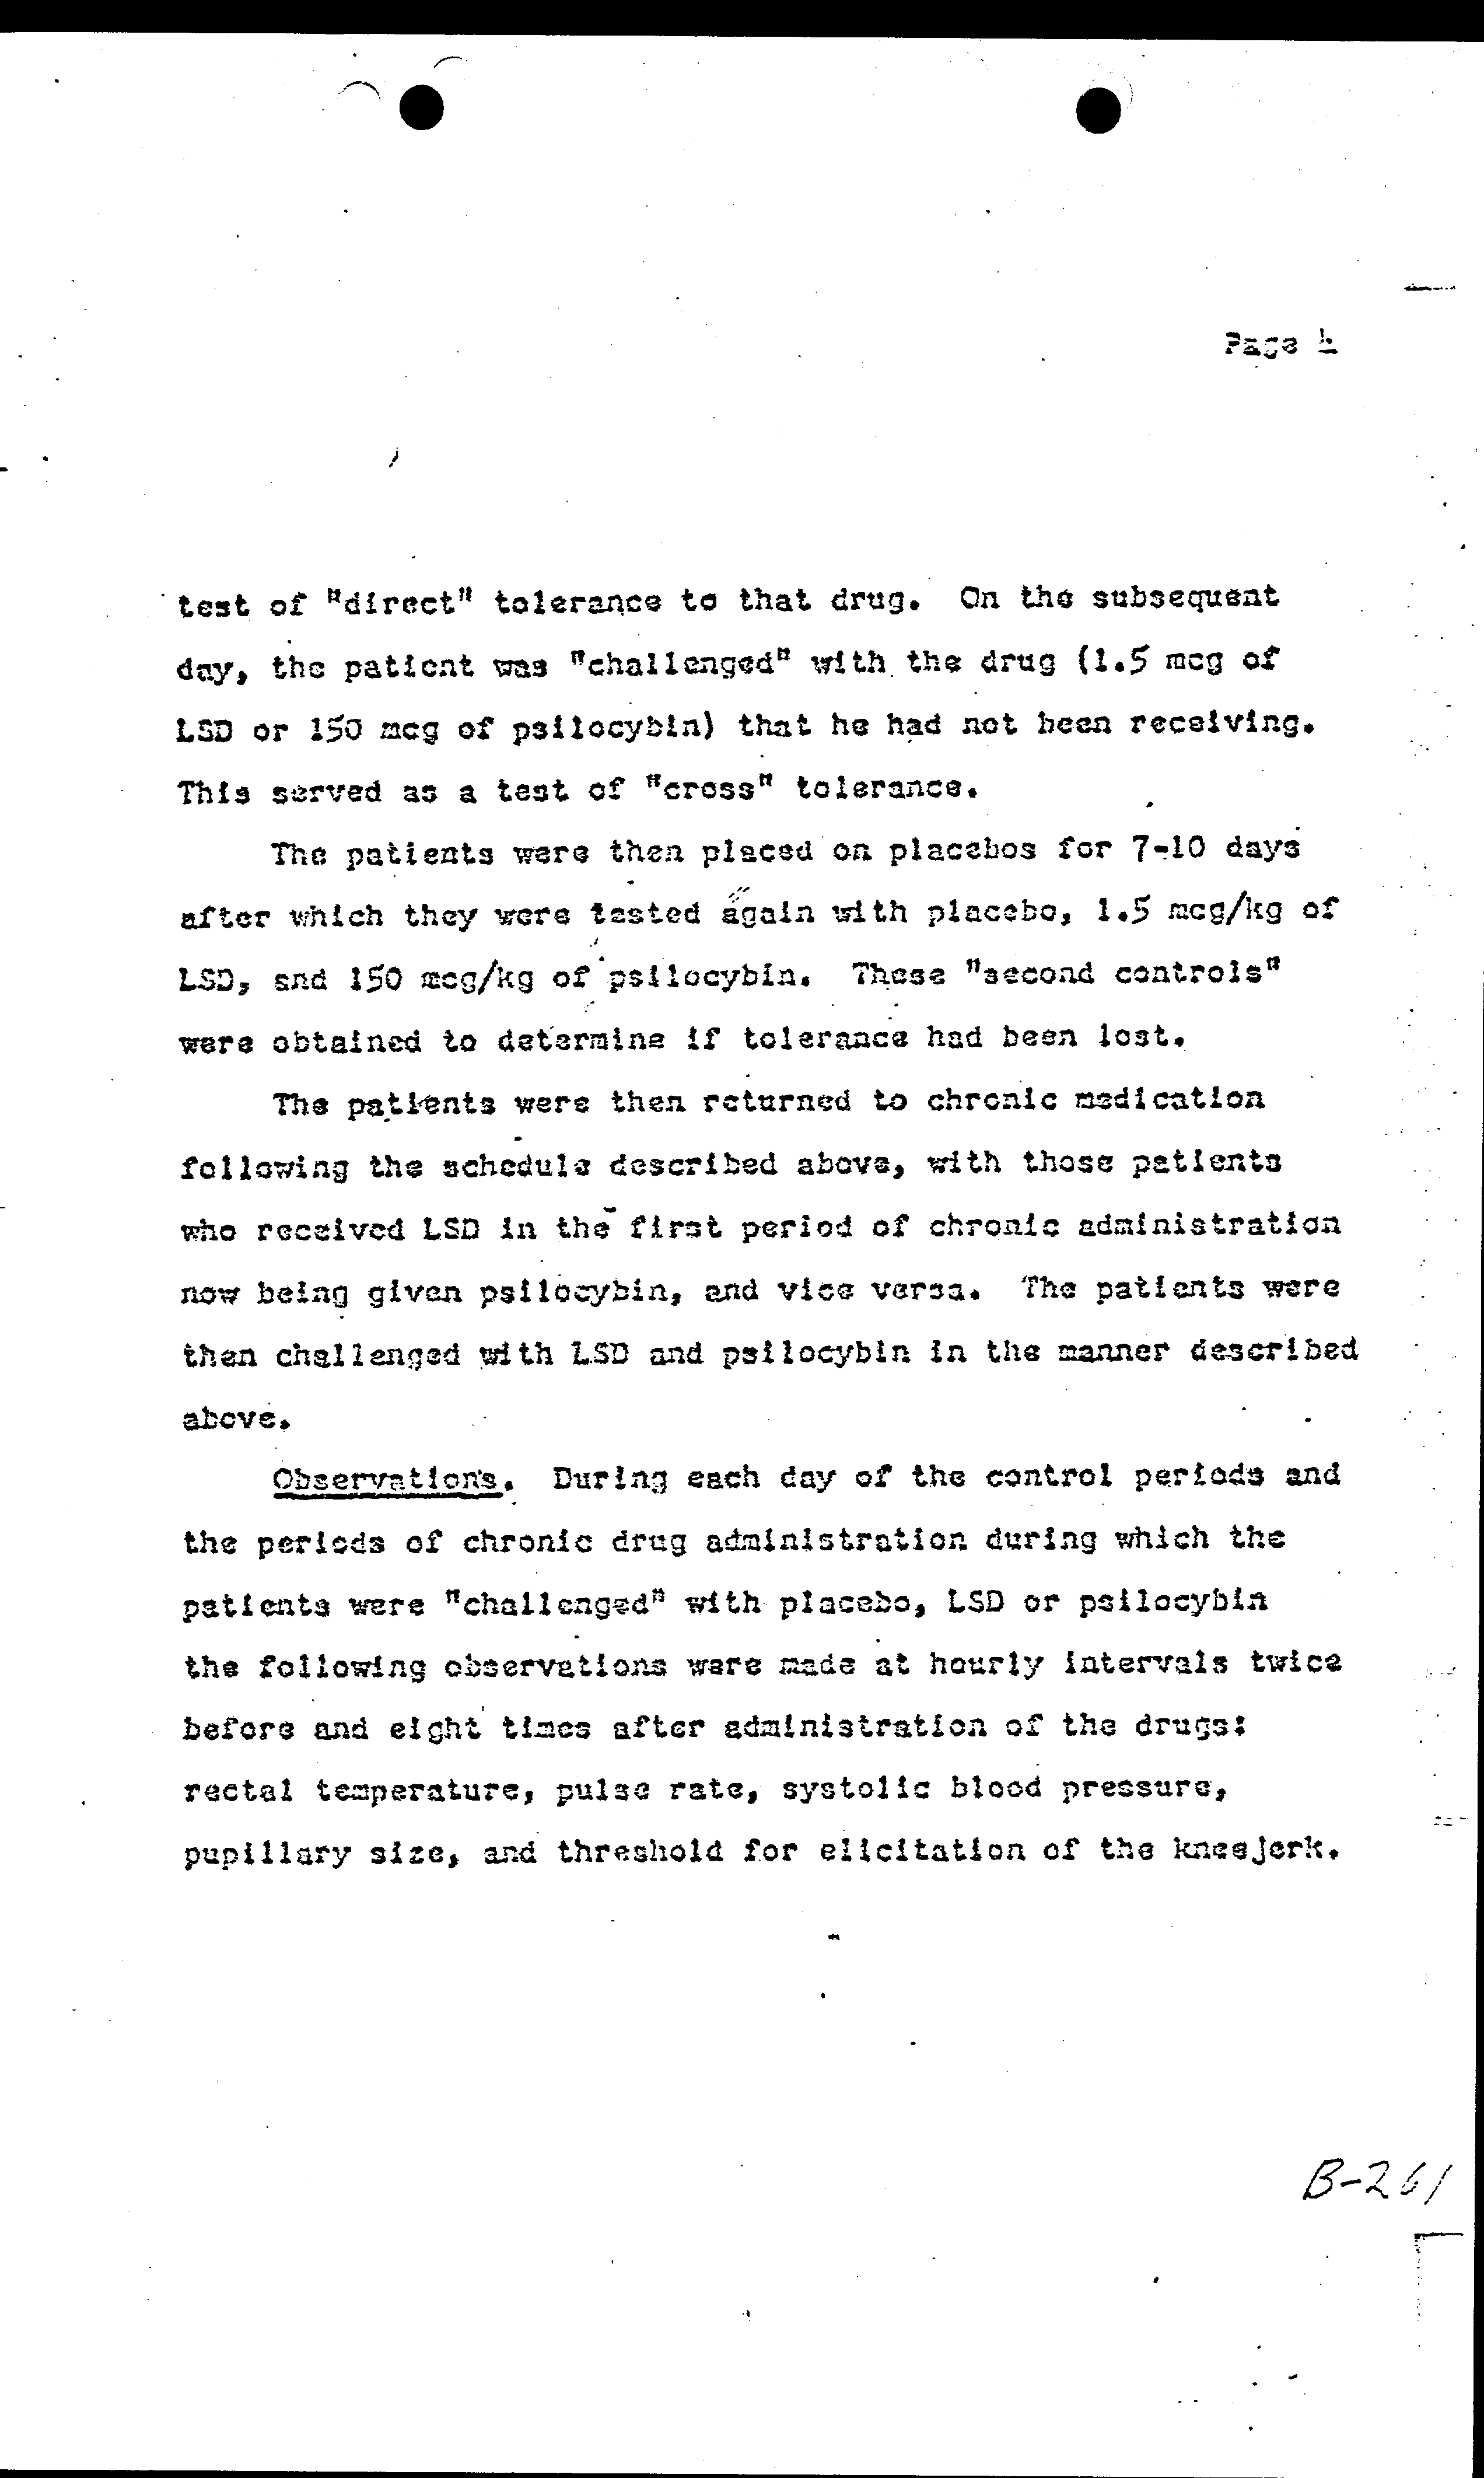 Page 4
test of "direct" tolerance to that drug. On the subsequent
day, the patient was "challenged" with the drug (1.5 mcg of
LSD or 150 mcg of psilocybin) that he had not been receiving.
This served as a test of "cross" tolerance.
The patients were then placed on placebos for 7-10 days
after which they were tested again with placebo, 1.5 mcg/kg of
LSD, and 150 mcg/kg of psilocybin. These "second controls"
were obtained to determine if tolerance had been lost.
The patients were then returned to chronic medication
following the schedule described above, with those patients
who received LSD in the first period of chronic administration
now being given psilocybin, and vice versa. The patients were
then challenged with LSD and psilocybin in the manner described
above.
Observations. During each day of the control periods and
the periods of chronic drug administration during which the
patients were "challenged" with placebo, LSD or psilocybin
the following observations were made at hourly intervals twice
before and eight times after administration of the drugs:
rectal temperature, pulse rate, systolic blood pressure,
pupillary size, and threshold for elicitation of the kneejerk.
B-261